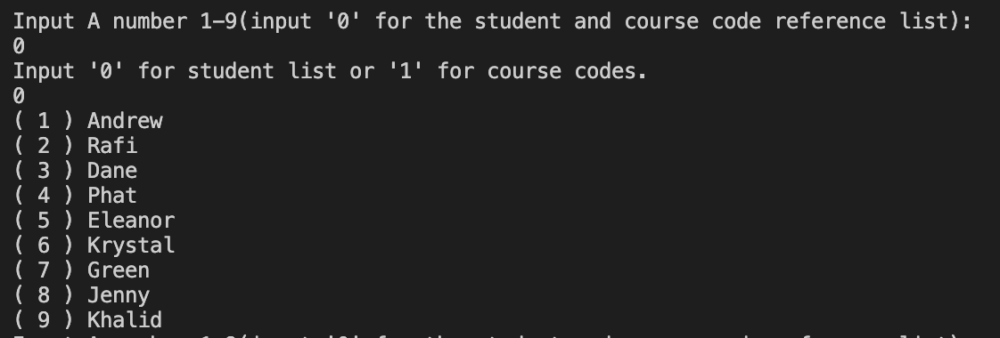 Input A number 1-9(input '0' for the student and course code reference list):
0
Input '0' for student list or '1' for course codes.
0
( 1 ) Andrew
( 2 ) Rafi
( 3 ) Dane
( 4 ) Phat
( 5 ) Eleanor
( 6 ) Krystal
( 7 ) Green
( 8 ) Jenny
( 9 ) Khalid